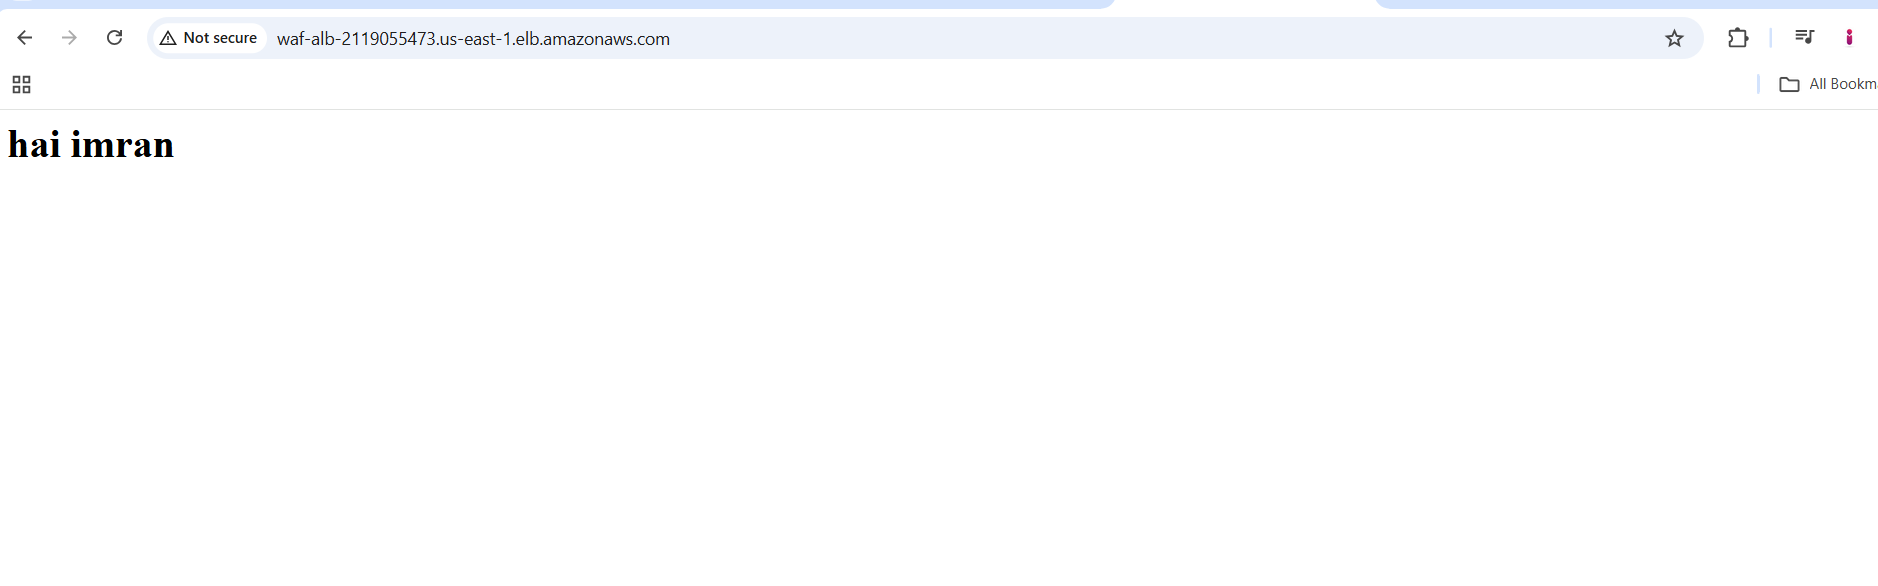 Not secure
waf-alb-2119055473.us-east-1.elb.amazonaws.com
All Bookm
hai imran